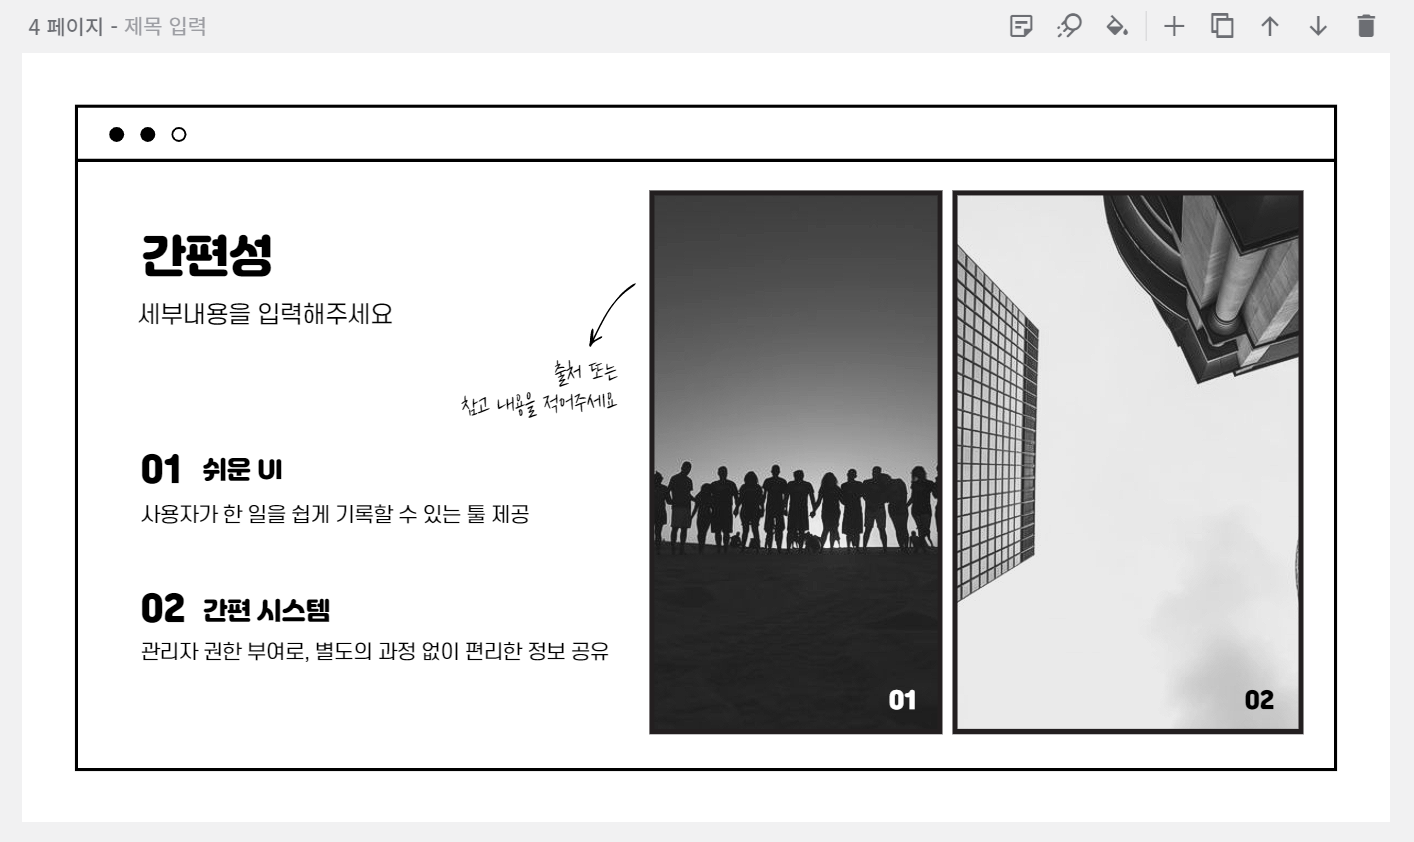 4 페이지 - 제목 입력
간편성
세부내용을 입력해주세요
출처 또는
참고 내용을 적어주세요
01 쉬운 UI
사용자가 한 일을 쉽게 기록할 수 있는 툴 제공
02 간편 시스템
관리자 권한 부여로, 별도의 과정 없이 편리한 정보 공유
01
02